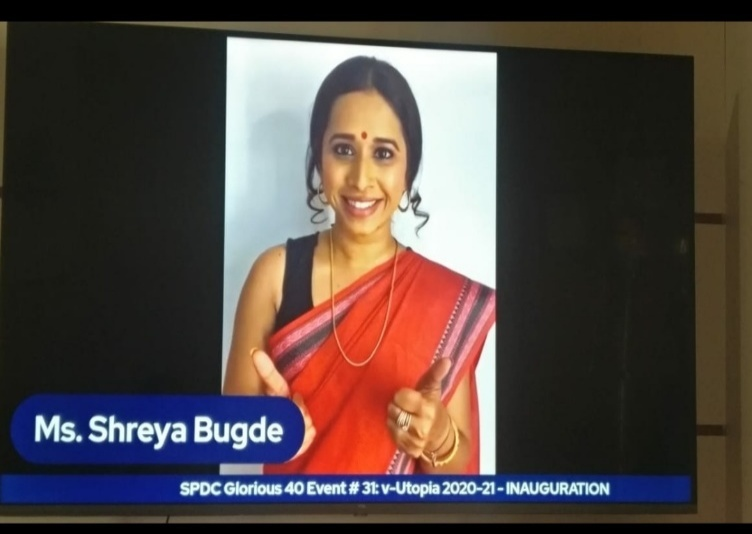 Ms. Shreya Bugde
SPDC Glorious 40 Event # 31: v-Utopia 2020-21 - INAUGURATION